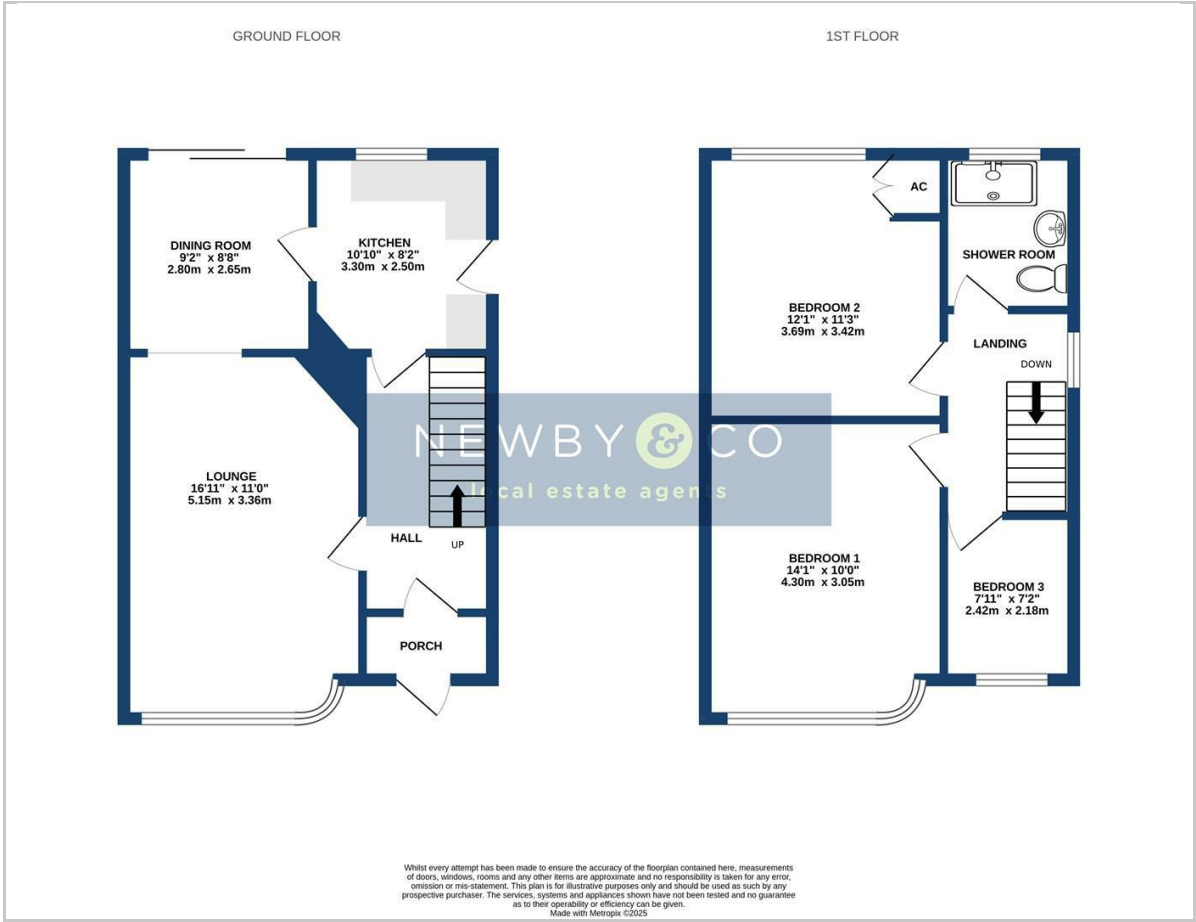 GROUND FLOOR
1ST FLOOR
DINING ROOM
9'2" x 8'8"
2.80m x 2.65m
KITCHEN
10'10" x 8'2"
3.30m x 2.50m
LOUNGE
16'11" x 11'0"
5.15m x 3.36m
HALL
UP
PORCH
AC
SHOWER ROOM
BEDROOM 2
12'1" x 11'3"
3.69m x 3.42m
LANDING
DOWN
BEDROOM 1
14'1" x 10'0"
4.30m x 3.05m
BEDROOM 3
7'11" x 7'2"
2.42m x 2.18m
NEWBY & CO
local estate agents
Whilst every attempt has been made to ensure the accuracy of the floorplan contained here, measurements
of doors, windows, rooms and any other items are approximate and no responsibility is taken for any error,
omission or mis-statement. This plan is for illustrative purposes only and should be used as such by any
prospective purchaser. The services, systems and appliances shown have not been tested and no guarantee
as to their operability or efficiency can be given.
Made with Metropix ©2025